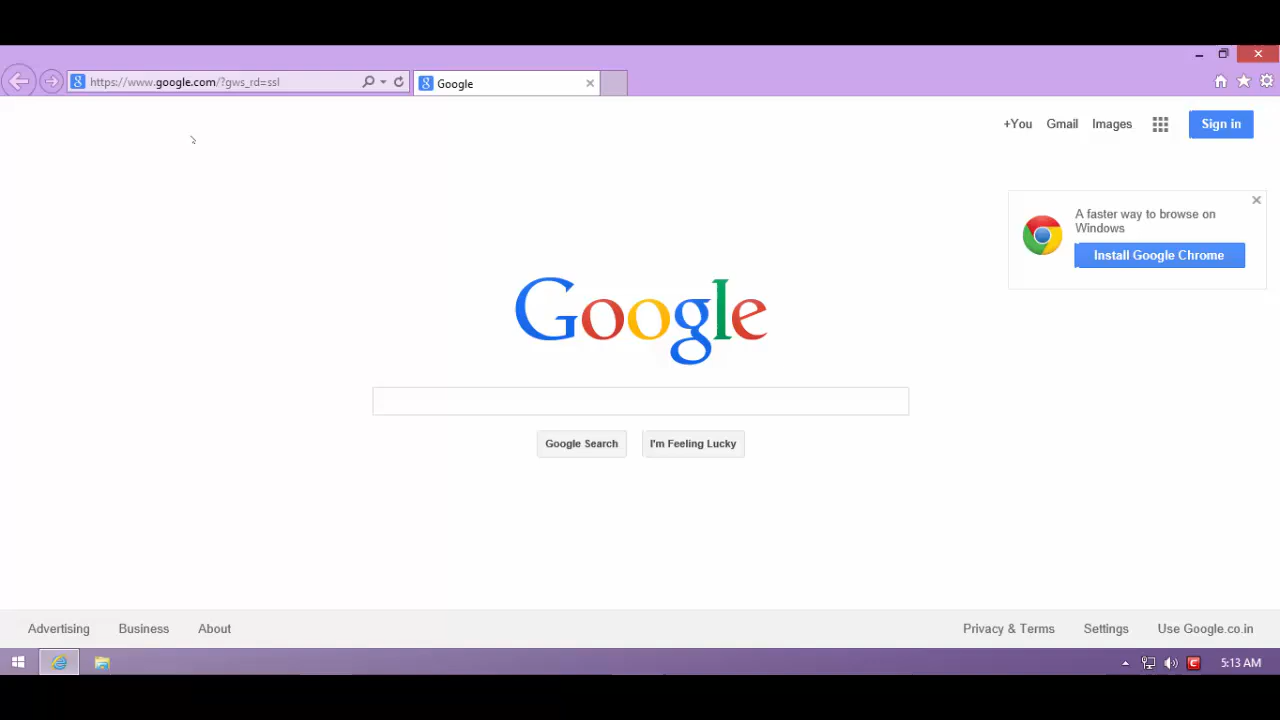 https://www.google.com/?gws_rd=ssl
Google
+You Gmail Images Sign in
A faster way to browse on
Windows
Install Google Chrome
Google
Google Search I'm Feeling Lucky
Advertising Business About Privacy & Terms Settings Use Google.co.in
5:13 AM